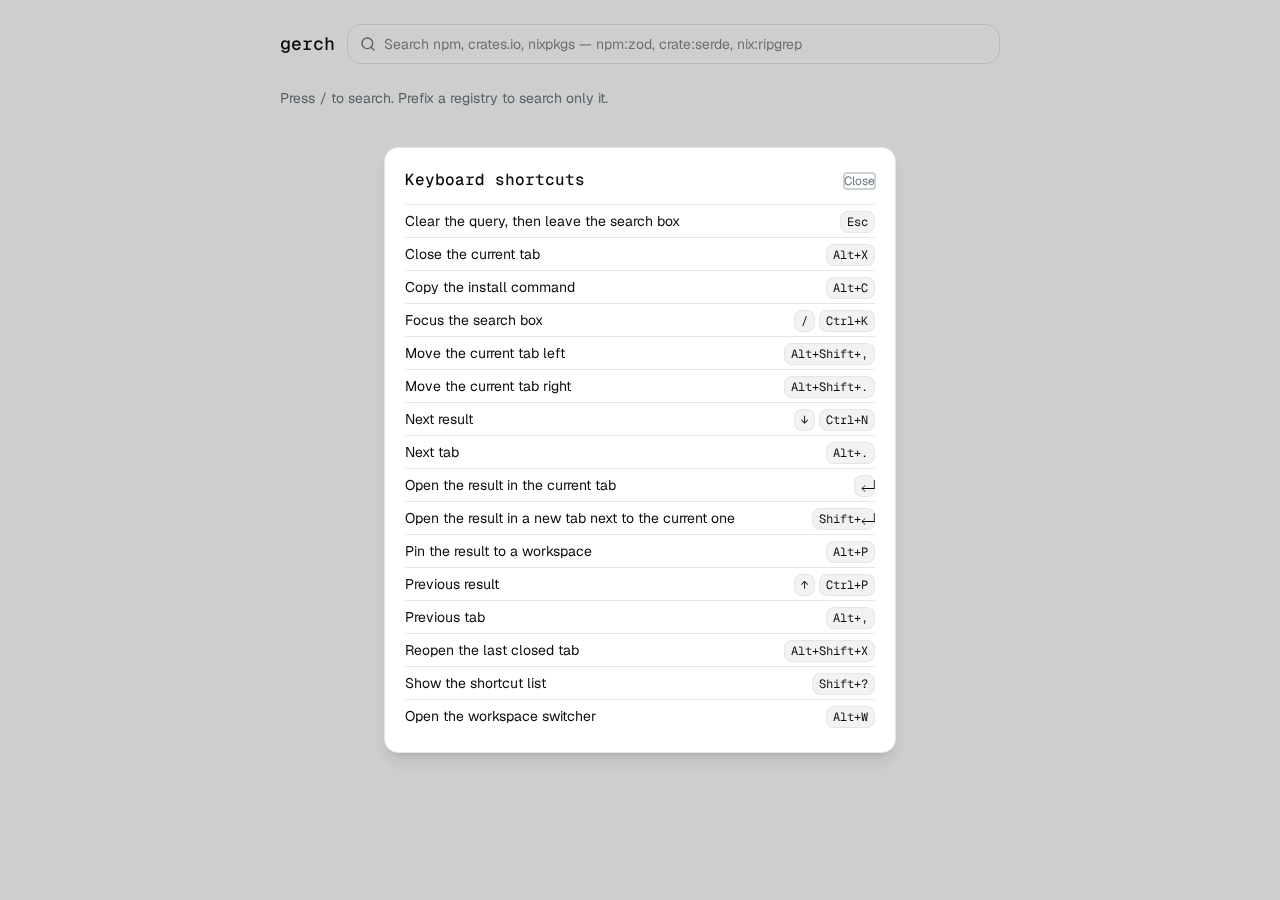 gerch
Search npm, crates.io, nixpkgs — npm:zod, crate:serde, nix:ripgrep
Press / to search. Prefix a registry to search only it.
Keyboard shortcuts Close
Clear the query, then leave the search box Esc
Close the current tab Alt+X
Copy the install command Alt+C
Focus the search box / Ctrl+K
Move the current tab left Alt+Shift+,
Move the current tab right Alt+Shift+.
Next result ↓ Ctrl+N
Next tab Alt+.
Open the result in the current tab ↵
Open the result in a new tab next to the current one Shift+↵
Pin the result to a workspace Alt+P
Previous result ↑ Ctrl+P
Previous tab Alt+,
Reopen the last closed tab Alt+Shift+X
Show the shortcut list Shift+?
Open the workspace switcher Alt+W